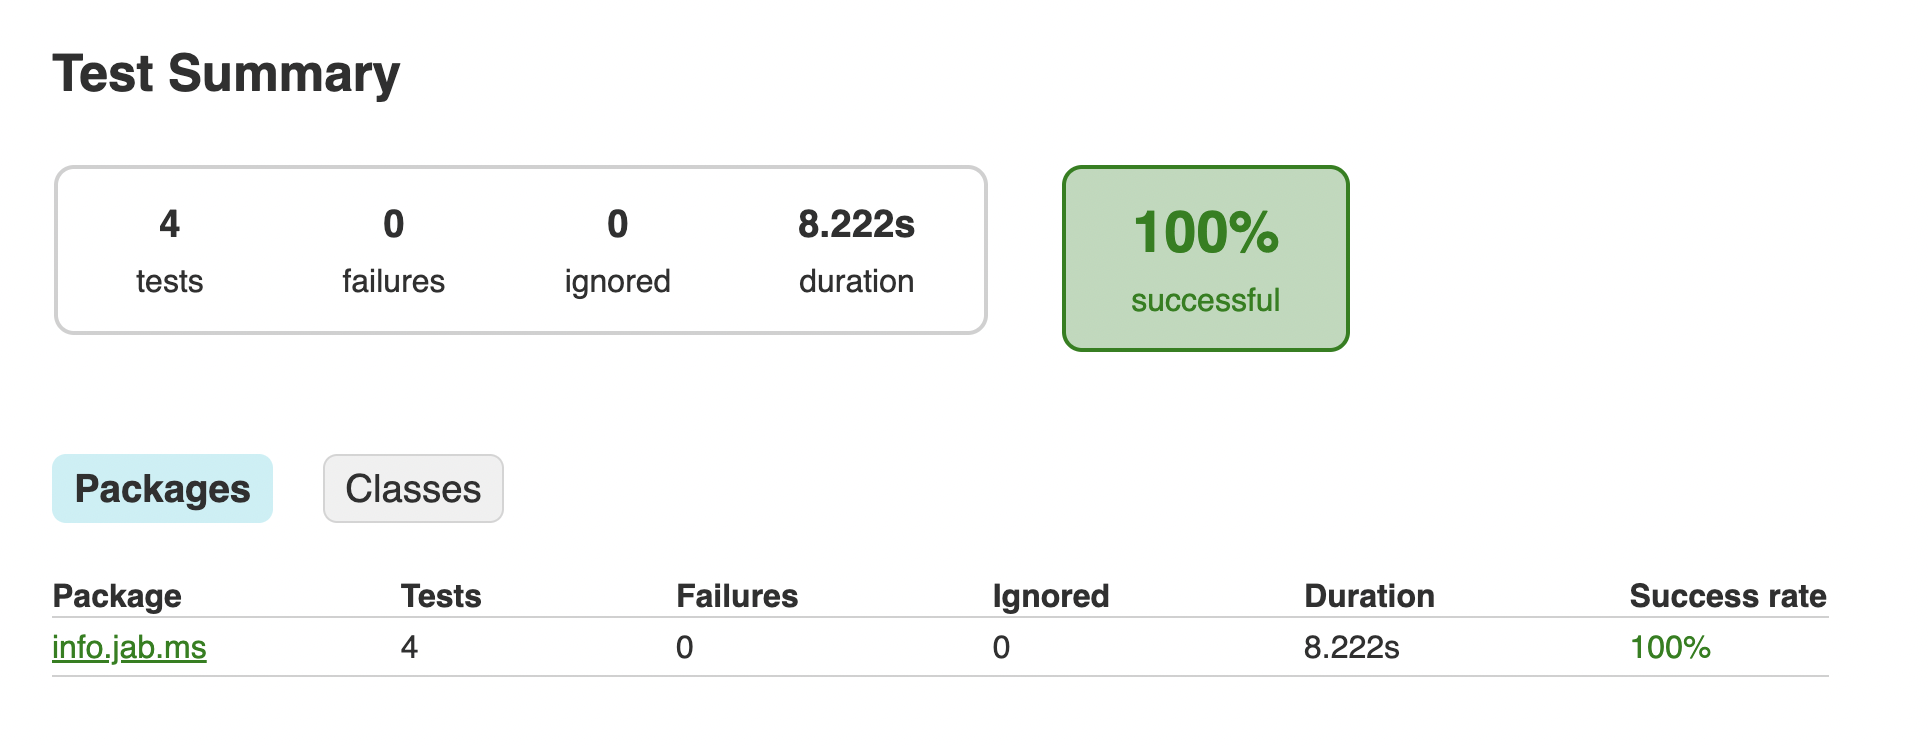 Test Summary
4 0 0 8.222s
tests failures ignored duration
100%
successful
Packages Classes
Package Tests Failures Ignored Duration Success rate
info.jab.ms 4 0 0 8.222s 100%